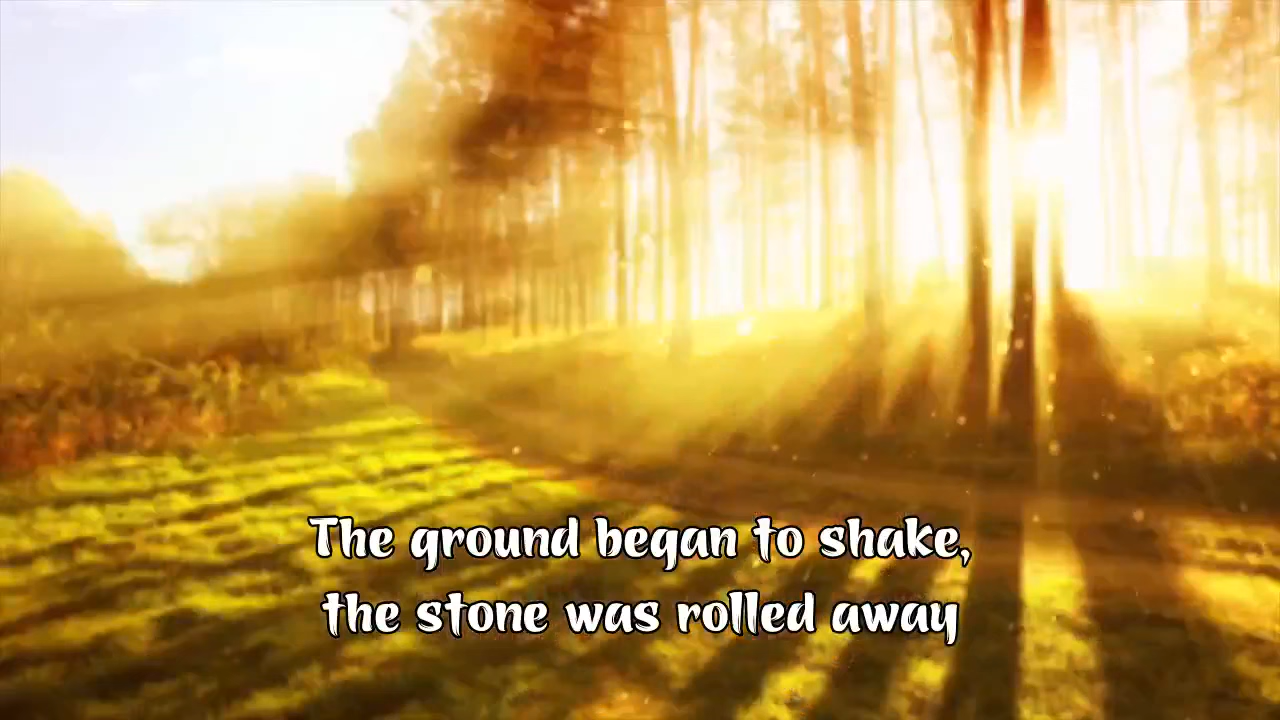 The ground began to shake,
the stone was rolled away